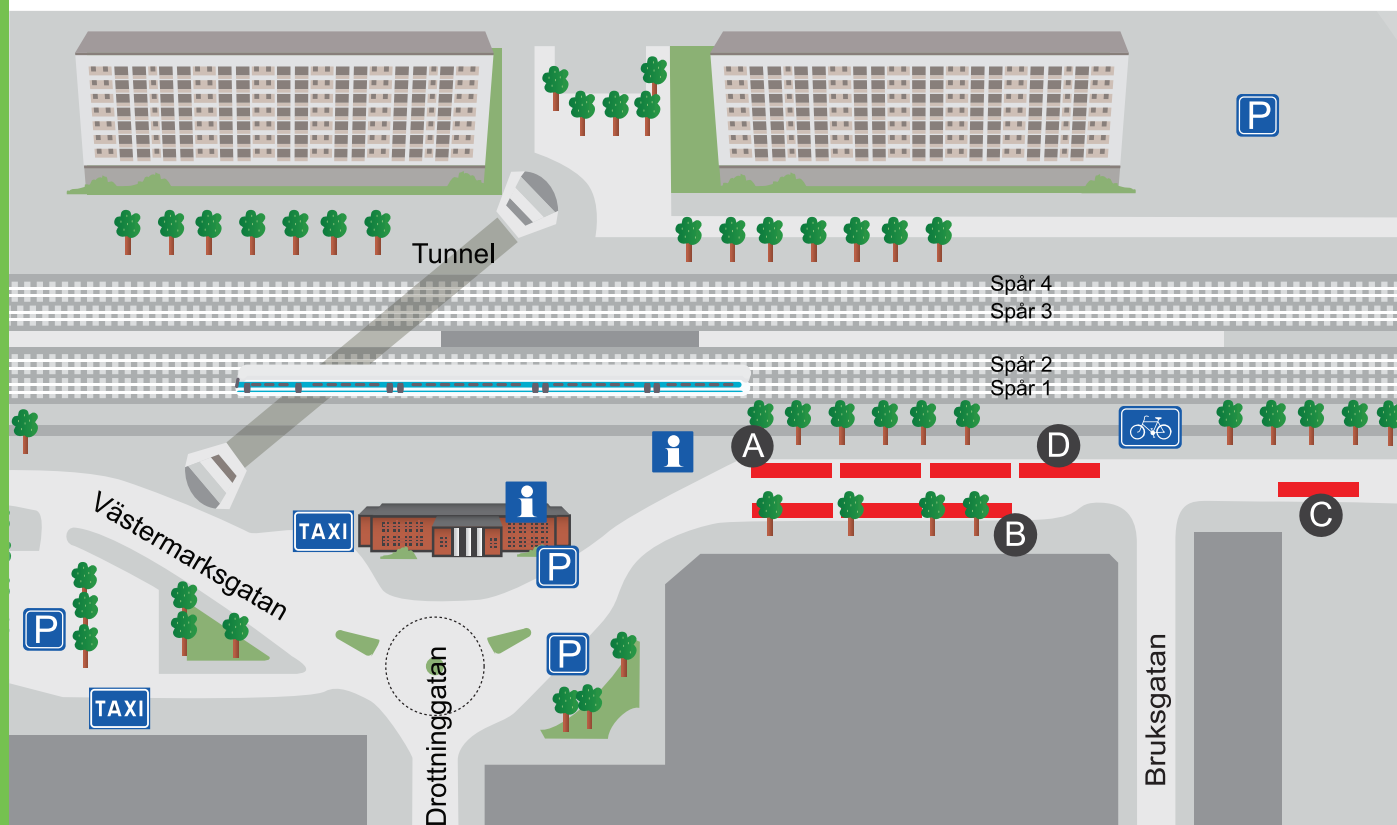 P
Tunnel
Spår 4
Spår 3
Spår 2
Spår 1
A
D
i
i
TAXI
B
C
P
Västermarksgatan
P
P
TAXI
Drottninggatan
Bruksgatan